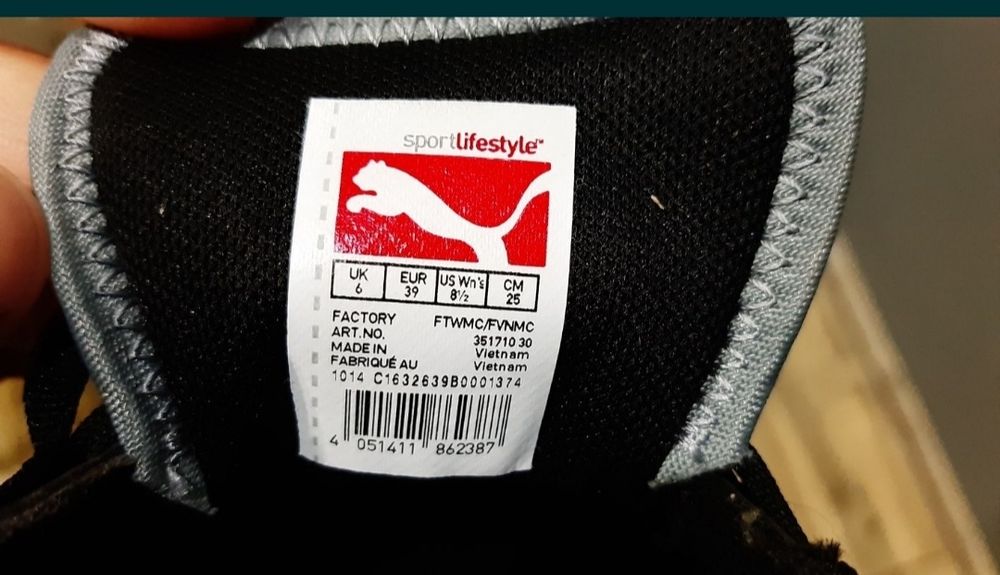 sportlifestyle™
UK EUR US Wn's CM
6 39 8½ 25
FACTORY FTWMC/FVNMC
ART.NO. 351710 30
MADE IN Vietnam
FABRIQUÉ AU Vietnam
1014 C1632639B0001374
4 051411 862387